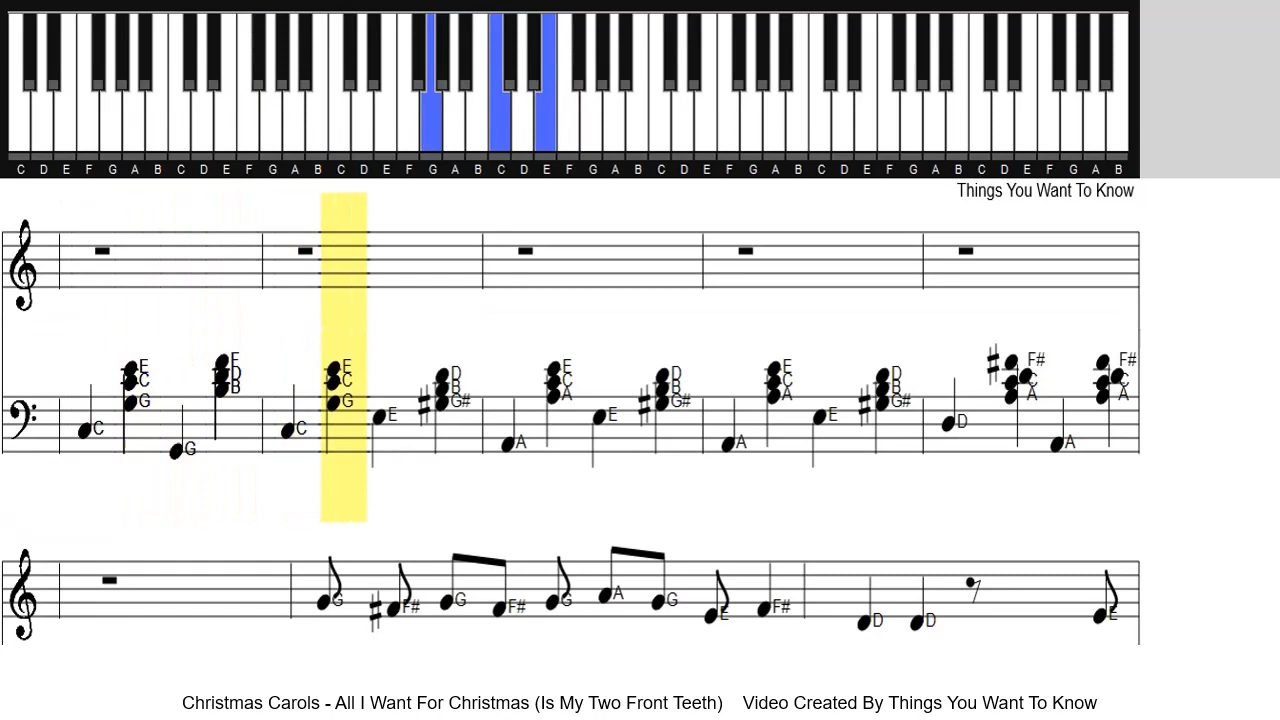 C D E F G A B C D E F G A B C D E F G A B C D E F G A B C D E F G A B C D E F G A B C D E F G A B
Things You Want To Know
E F E D E D E D F# F#
C D C B C B C B C C
G B G G# A G# A G# A A
C G C E A E A E D A
G F# G F# G A G E F# D D E
Christmas Carols - All I Want For Christmas (Is My Two Front Teeth) Video Created By Things You Want To Know